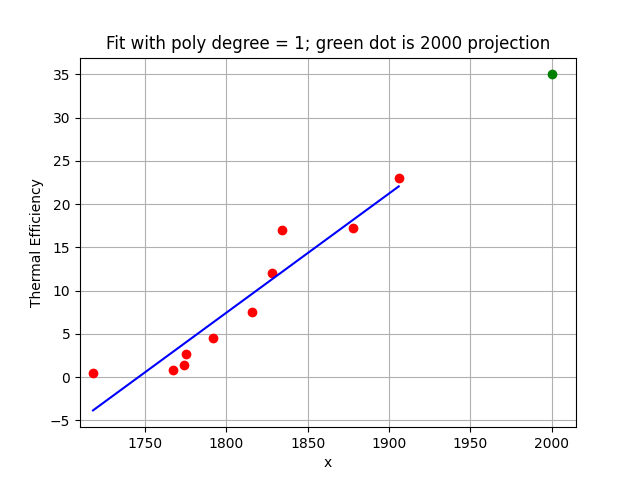 Fit with poly degree = 1; green dot is 2000 projection
35
30
25
20
15
10
5
0
−5
Thermal Efficiency
1750 1800 1850 1900 1950 2000
x